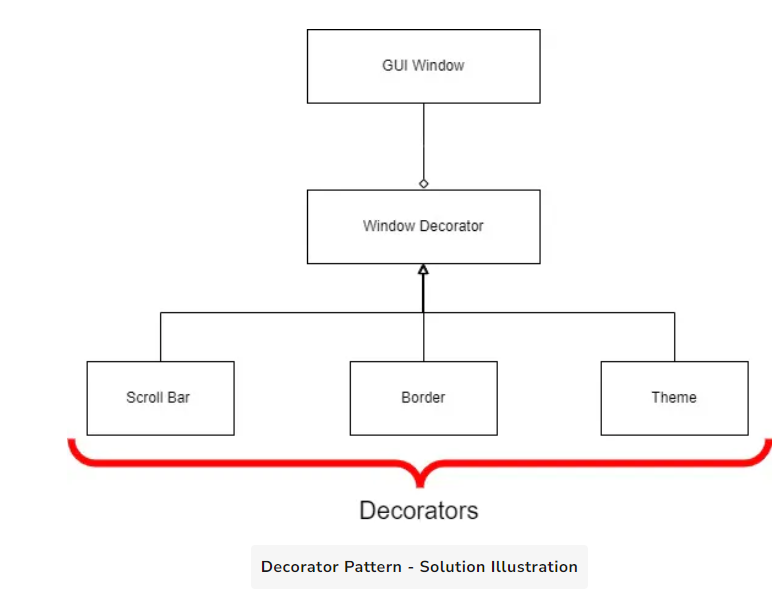 GUI Window
Window Decorator
Scroll Bar
Border
Theme
Decorators
Decorator Pattern - Solution Illustration